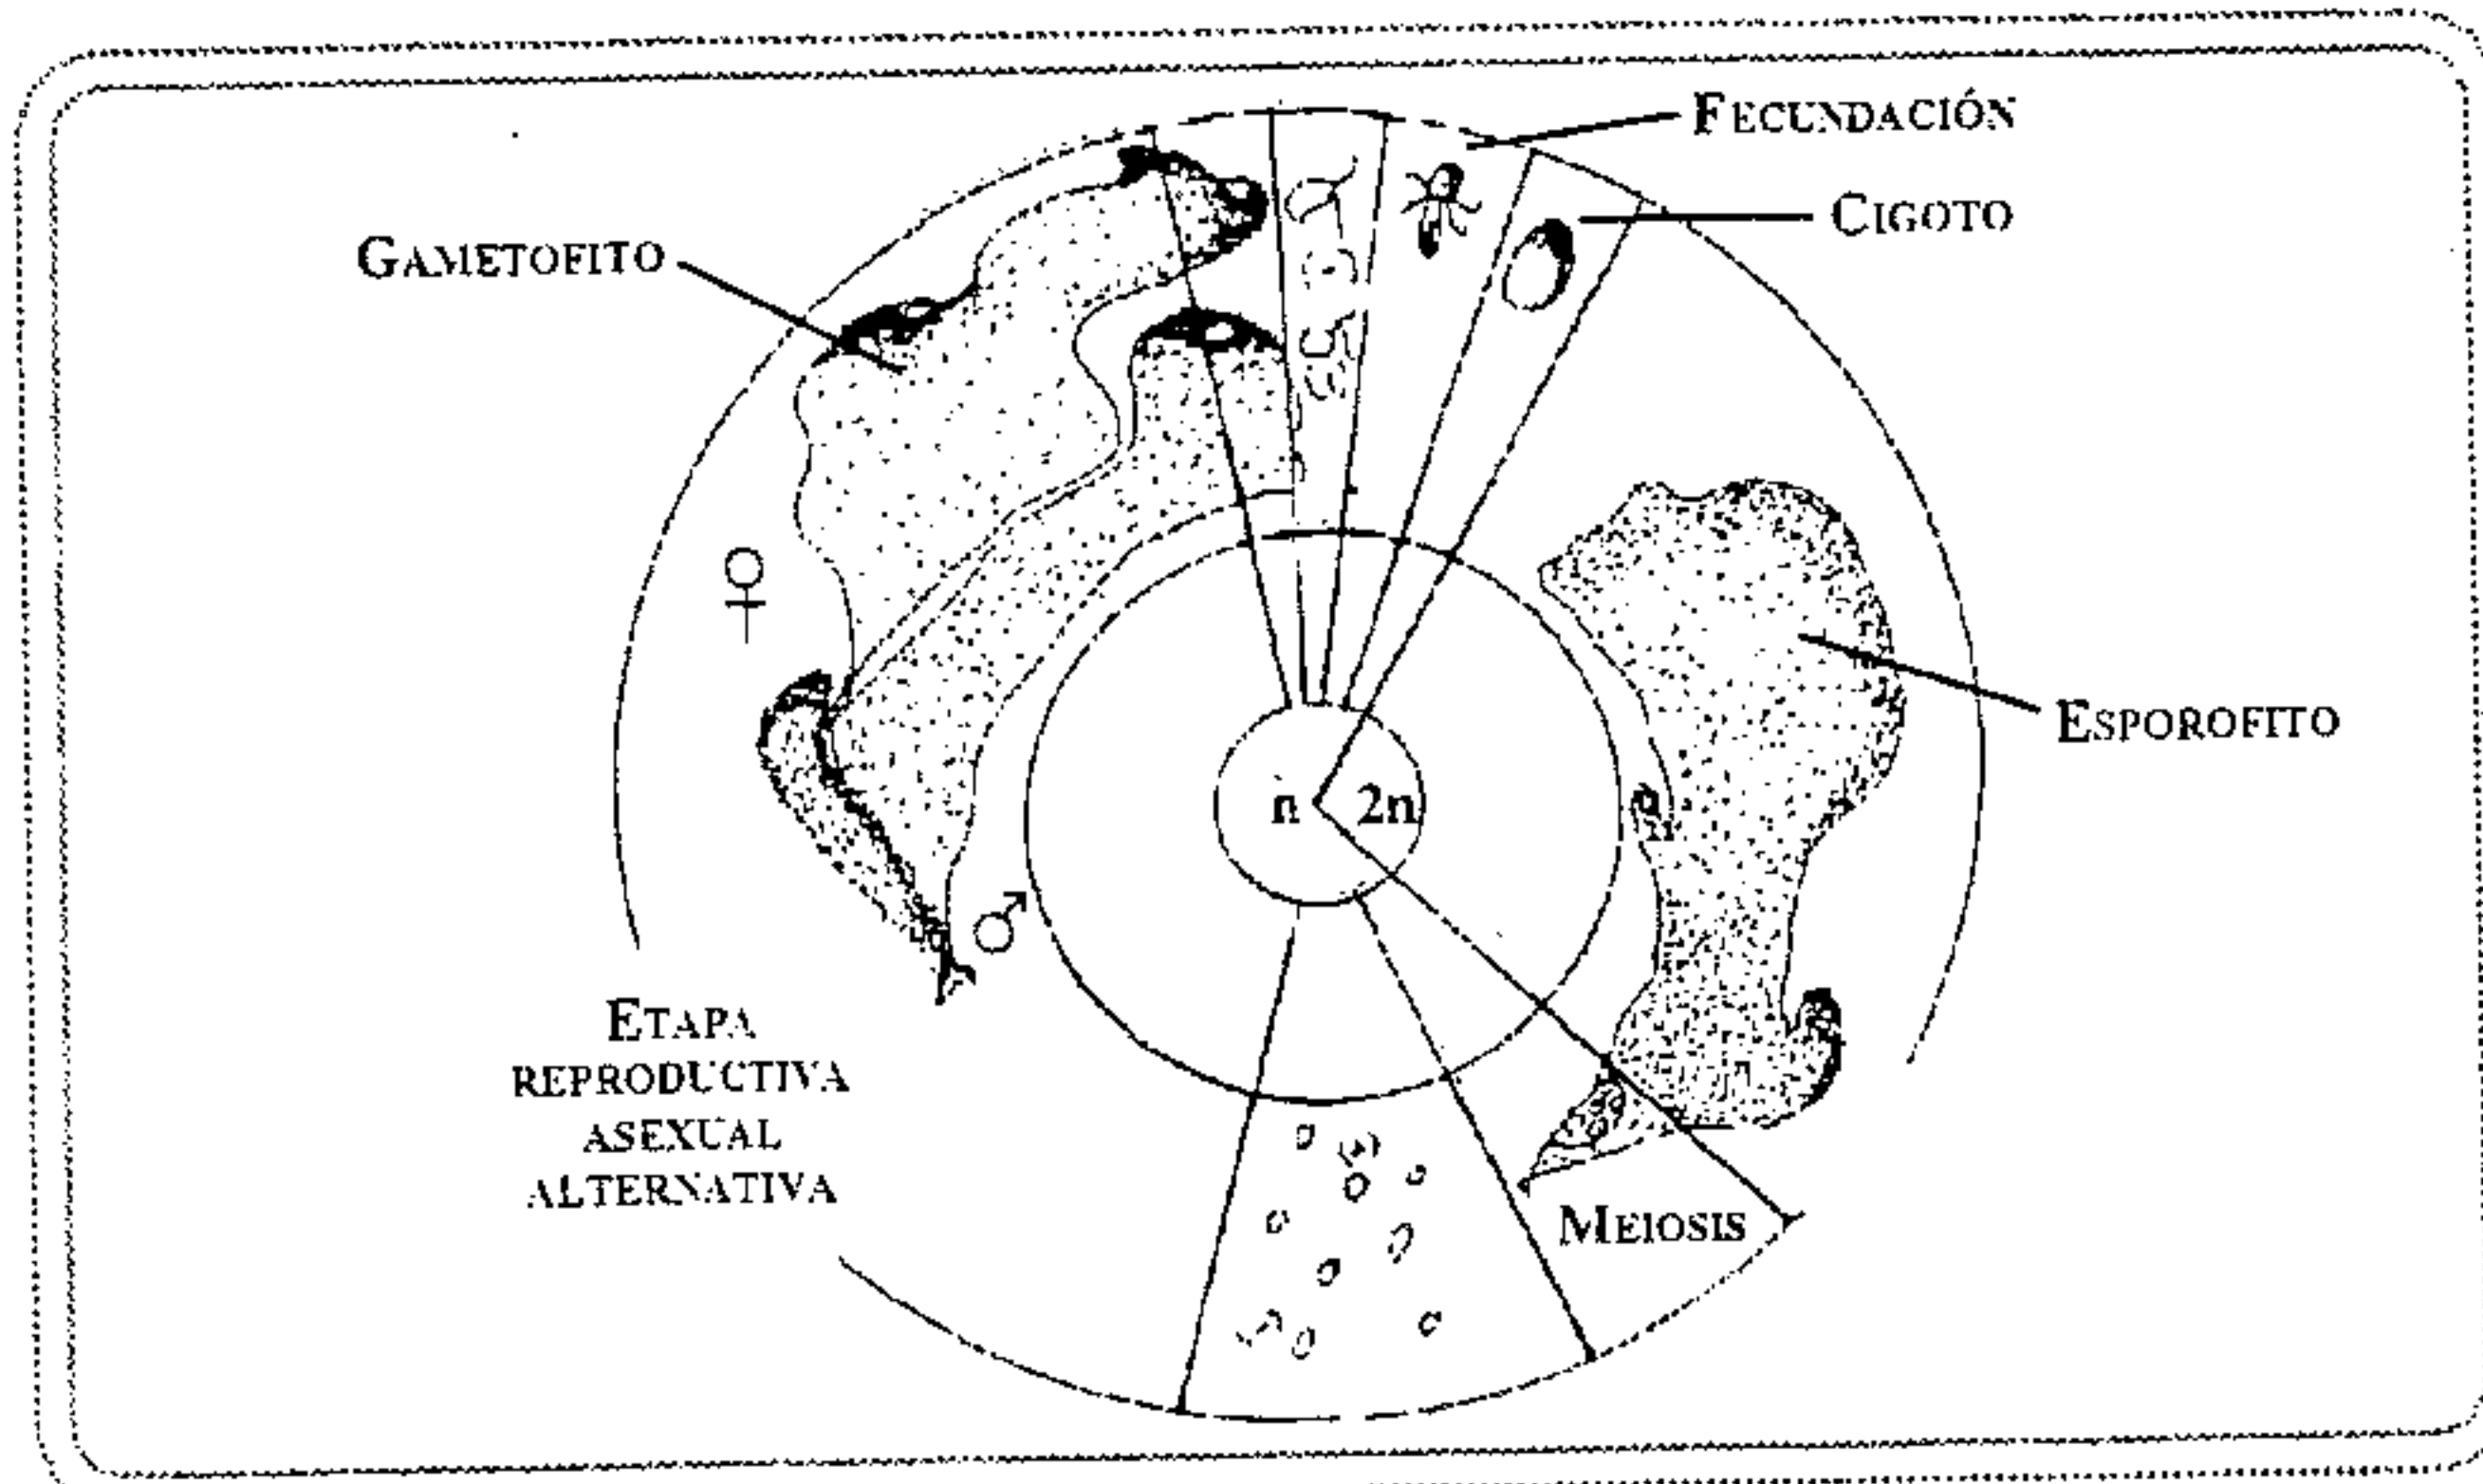 FECUNDACIÓN
CIGOTO
GAMETOFITO
♀
ESPOROFITO
n 2n
♂
ETAPA
REPRODUCTIVA
ASEXUAL
ALTERNATIVA
MEIOSIS